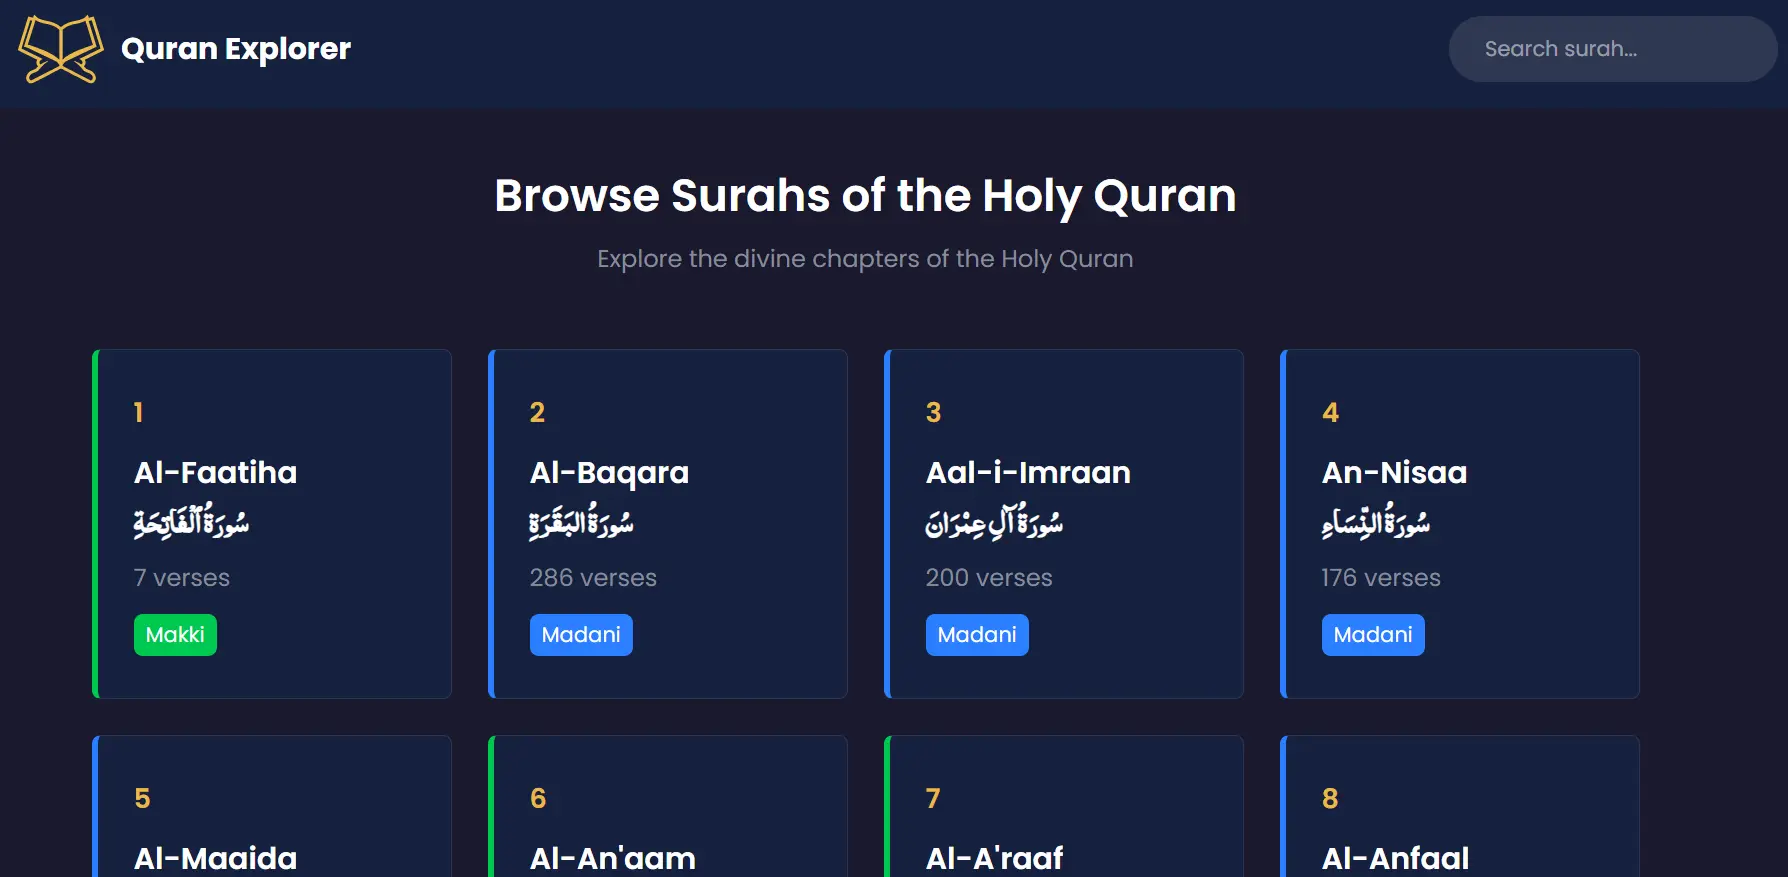 Quran Explorer
Search surah...
Browse Surahs of the Holy Quran
Explore the divine chapters of the Holy Quran
1
Al-Faatiha
سُورَةُ ٱلْفَاتِحَةِ
7 verses
Makki
2
Al-Baqara
سُورَةُ البَقَرَةِ
286 verses
Madani
3
Aal-i-Imraan
سُورَةُ آلِ عِمْرَانَ
200 verses
Madani
4
An-Nisaa
سُورَةُ النِّسَاءِ
176 verses
Madani
5
Al-Maaida
6
Al-An'aam
7
Al-A'raaf
8
Al-Anfaal